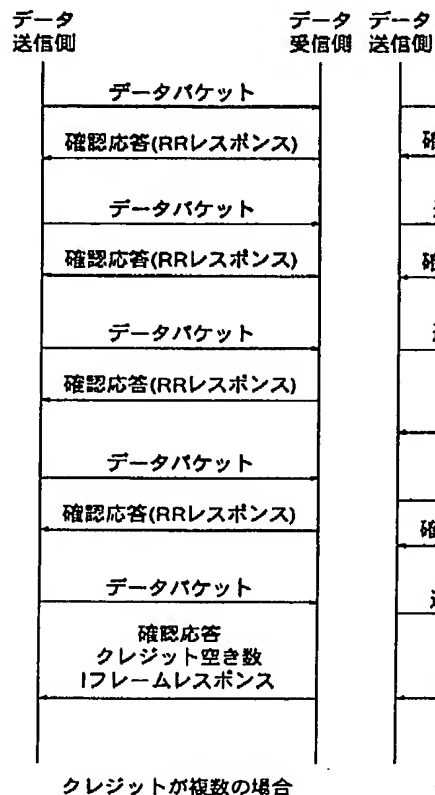 データ
送信側
データ
受信側
データパケット
確認応答(RRレスポンス)
データパケット
確認応答(RRレスポンス)
データパケット
確認応答(RRレスポンス)
データパケット
確認応答(RRレスポンス)
データパケット
確認応答
クレジット空き数
Iフレームレスポンス
クレジットが複数の場合
データ
送信側
確
確
確